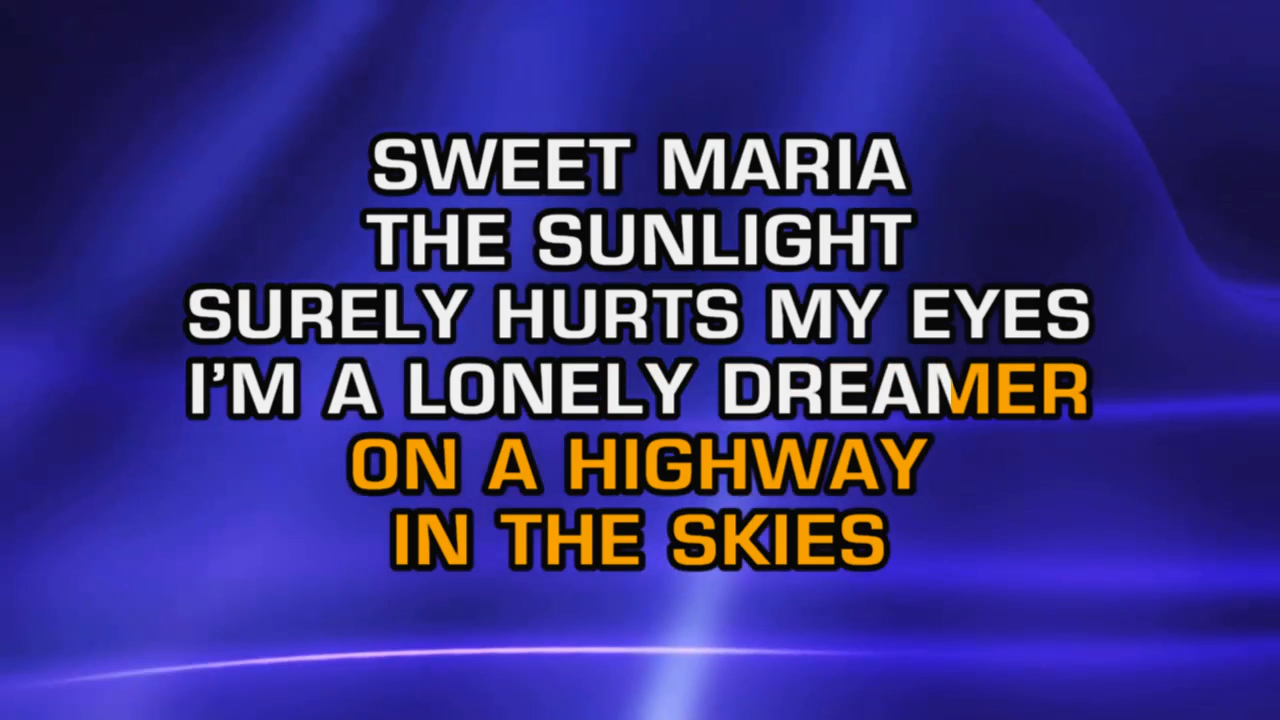 SWEET MARIA
THE SUNLIGHT
SURELY HURTS MY EYES
I’M A LONELY DREAMER
ON A HIGHWAY
IN THE SKIES